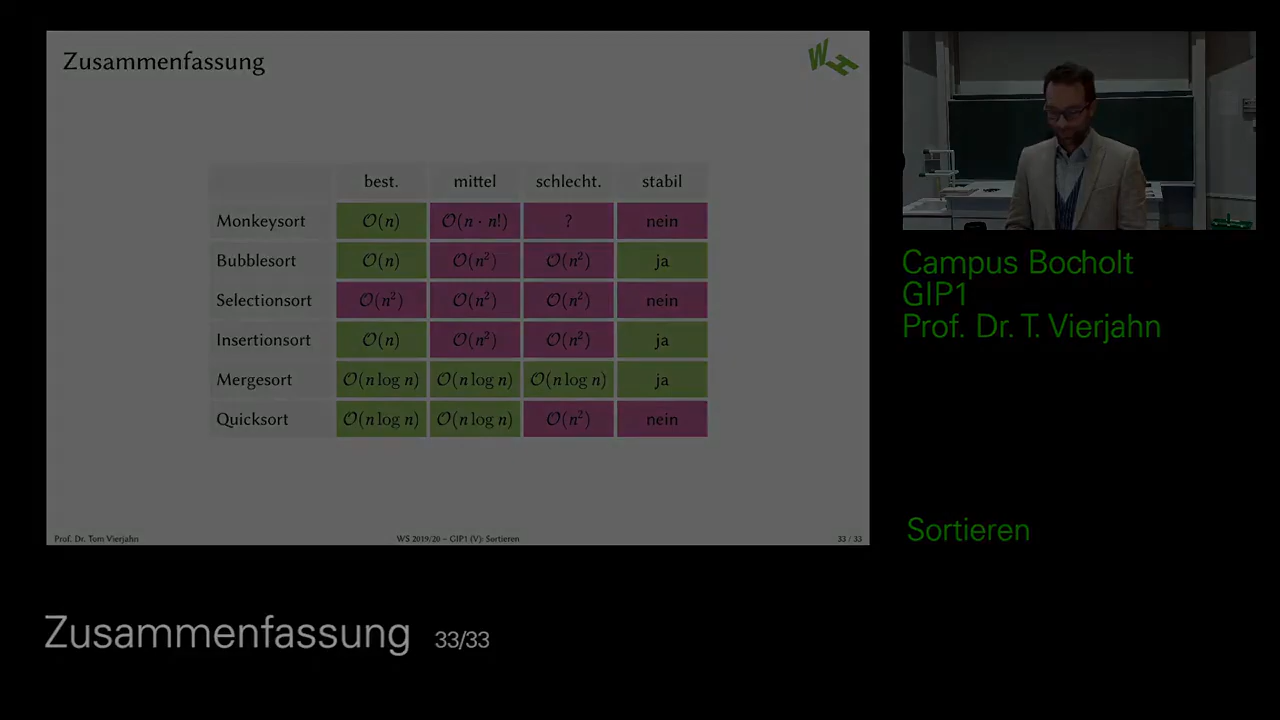 Zusammenfassung
WH
best. mittel schlecht. stabil
Monkeysort O(n) O(n · n!) ? nein
Bubblesort O(n) O(n²) O(n²) ja
Selectionsort O(n²) O(n²) O(n²) nein
Insertionsort O(n) O(n²) O(n²) ja
Mergesort O(n log n) O(n log n) O(n log n) ja
Quicksort O(n log n) O(n log n) O(n²) nein
Prof. Dr. Tom Vierjahn WS 2019/20 – GIP1 (V): Sortieren 33 / 33
Campus Bocholt
GIP1
Prof. Dr. T. Vierjahn
Sortieren
Zusammenfassung 33/33